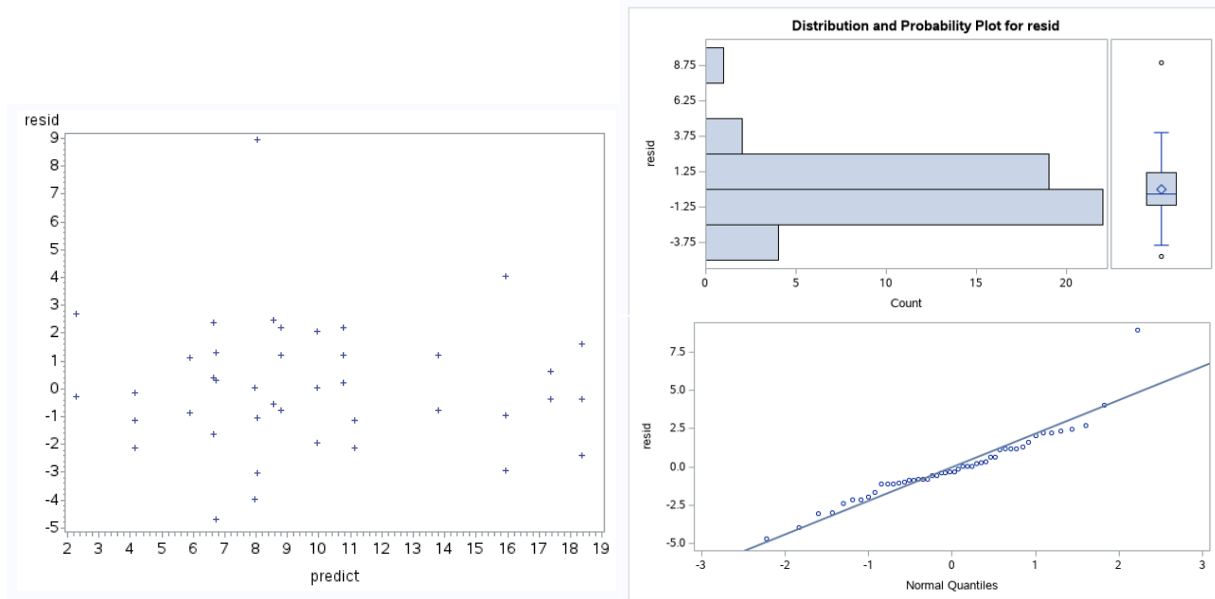 resid
9
8
7
6
5
4
3
2
1
0
-1
-2
-3
-4
-5
2 3 4 5 6 7 8 9 10 11 12 13 14 15 16 17 18 19
predict
Distribution and Probability Plot for resid
8.75
6.25
3.75
1.25
-1.25
-3.75
resid
0 5 10 15 20
Count
7.5
5.0
2.5
0.0
-2.5
-5.0
resid
-3 -2 -1 0 1 2 3
Normal Quantiles